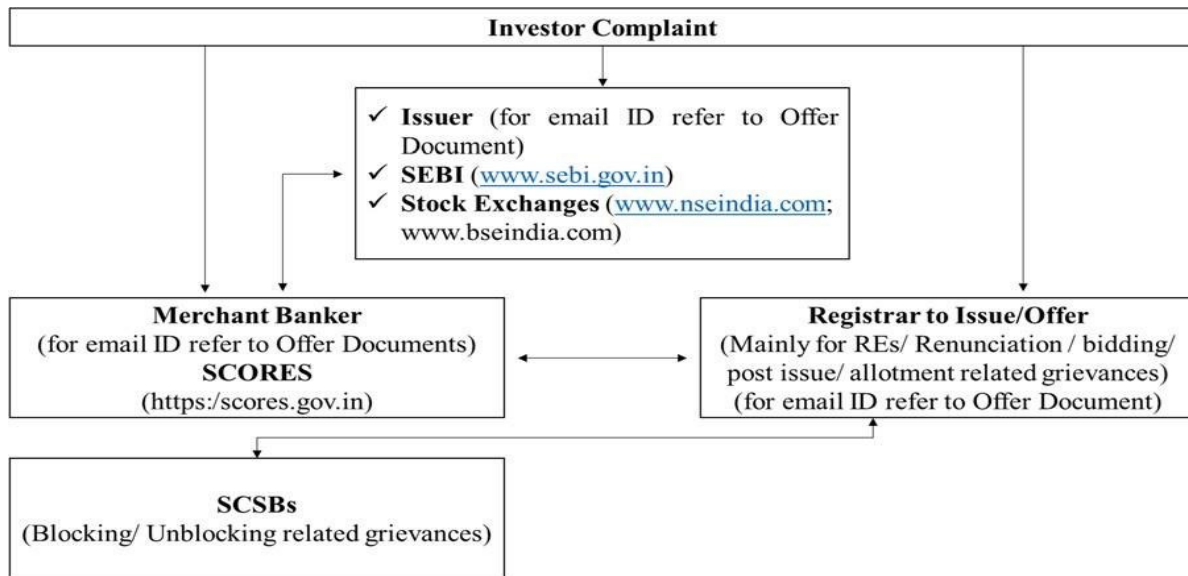 Investor Complaint
✓ Issuer (for email ID refer to Offer
Document)
✓ SEBI (www.sebi.gov.in)
✓ Stock Exchanges (www.nseindia.com;
www.bseindia.com)
Merchant Banker
(for email ID refer to Offer Documents)
SCORES
(https:/scores.gov.in)
Registrar to Issue/Offer
(Mainly for REs/ Renunciation / bidding/
post issue/ allotment related grievances)
(for email ID refer to Offer Document)
SCSBs
(Blocking/ Unblocking related grievances)